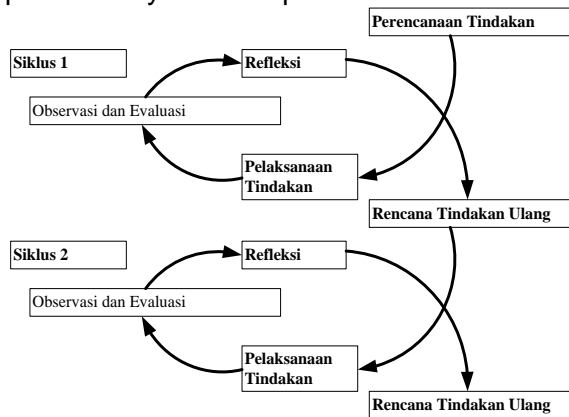 Perencanaan Tindakan
Siklus 1
Refleksi
Observasi dan Evaluasi
Pelaksanaan
Tindakan
Rencana Tindakan Ulang
Siklus 2
Refleksi
Observasi dan Evaluasi
Pelaksanaan
Tindakan
Rencana Tindakan Ulang